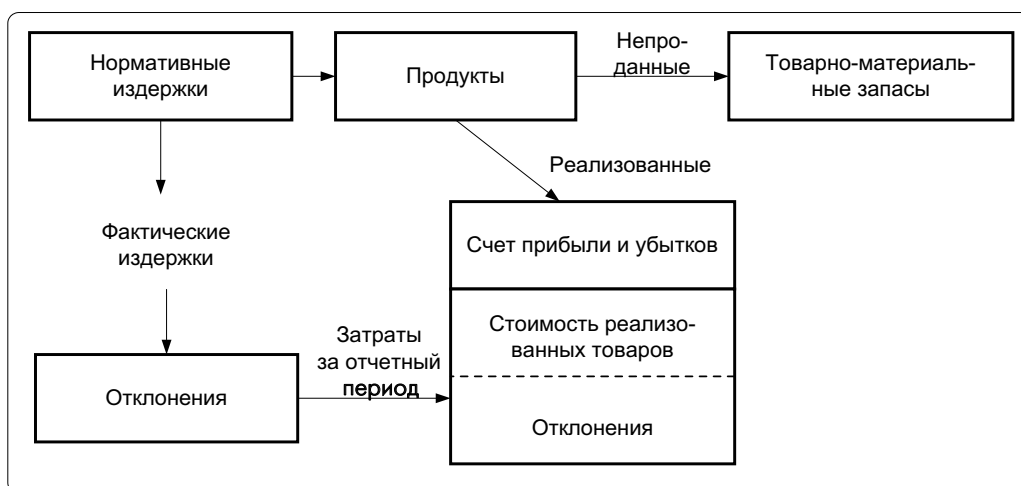 Нормативные
издержки
Продукты
Непро-
данные
Товарно-материаль-
ные запасы
Реализованные
Фактические
издержки
Счет прибыли и убытков
Стоимость реализо-
ванных товаров
Затраты
за отчетный
период
Отклонения
Отклонения